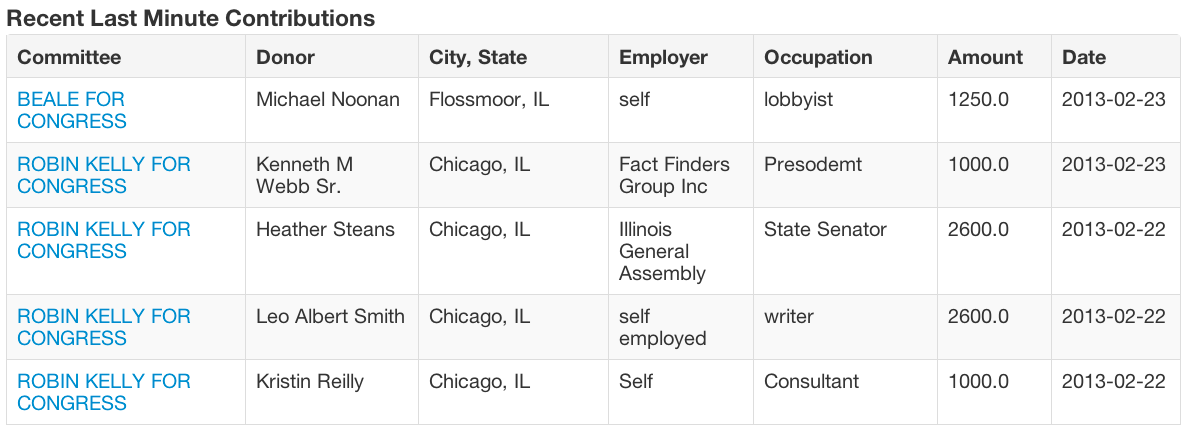 Recent Last Minute Contributions
Committee Donor City, State Employer Occupation Amount Date
BEALE FOR Michael Noonan Flossmoor, IL self lobbyist 1250.0 2013-02-23
CONGRESS
ROBIN KELLY FOR Kenneth M Chicago, IL Fact Finders Presodemt 1000.0 2013-02-23
CONGRESS Webb Sr. Group Inc
ROBIN KELLY FOR Heather Steans Chicago, IL Illinois State Senator 2600.0 2013-02-22
CONGRESS General
Assembly
ROBIN KELLY FOR Leo Albert Smith Chicago, IL self writer 2600.0 2013-02-22
CONGRESS employed
ROBIN KELLY FOR Kristin Reilly Chicago, IL Self Consultant 1000.0 2013-02-22
CONGRESS